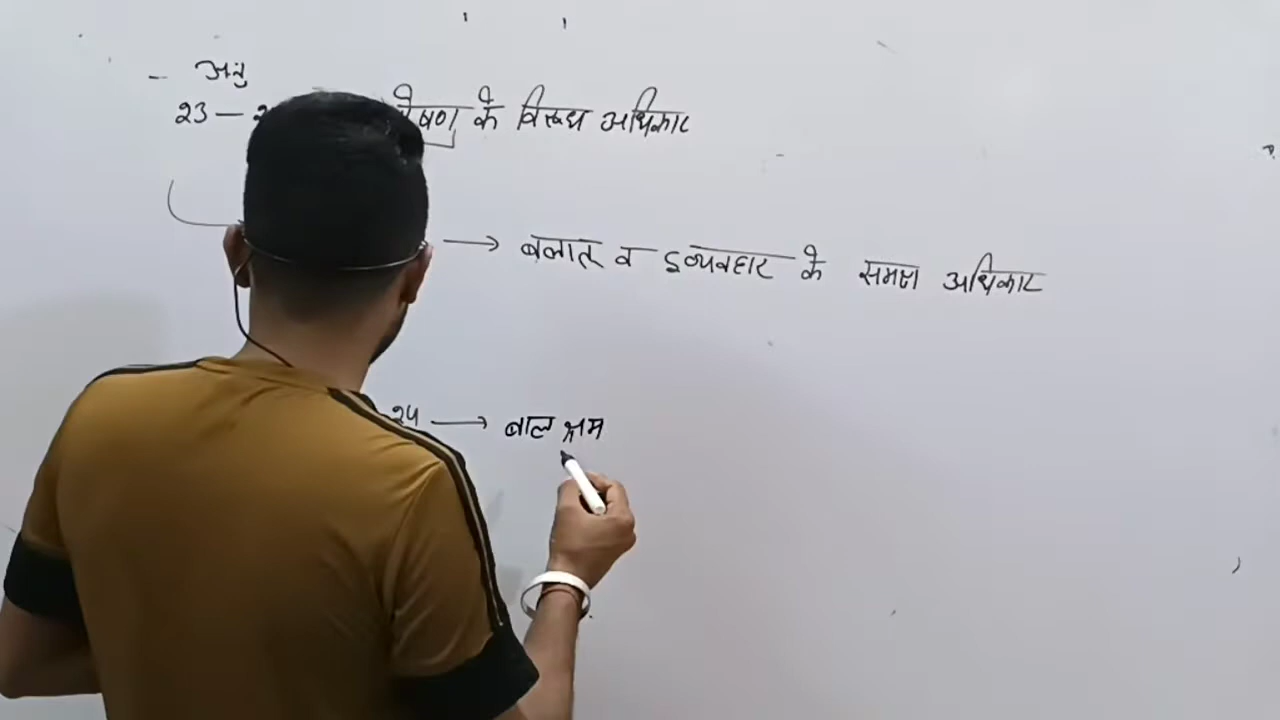 - अनु
23 — षण के विरूध अधिकार
→ बलात व दुव्यवहार के समक्ष अधिकार
24 → बाल श्रम